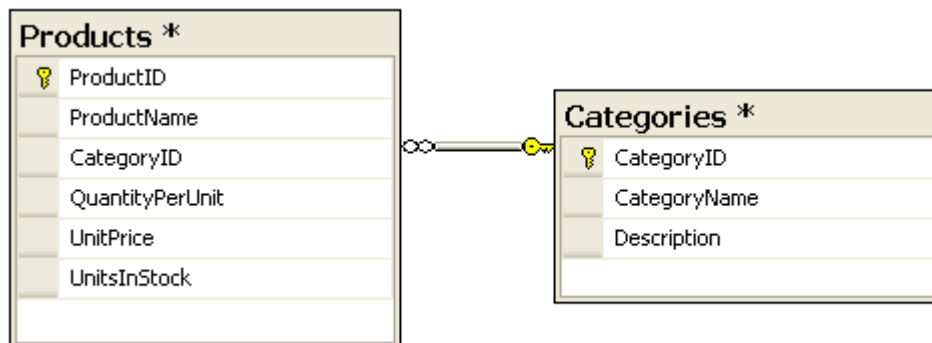 Products *
ProductID
ProductName
CategoryID
QuantityPerUnit
UnitPrice
UnitsInStock
Categories *
CategoryID
CategoryName
Description